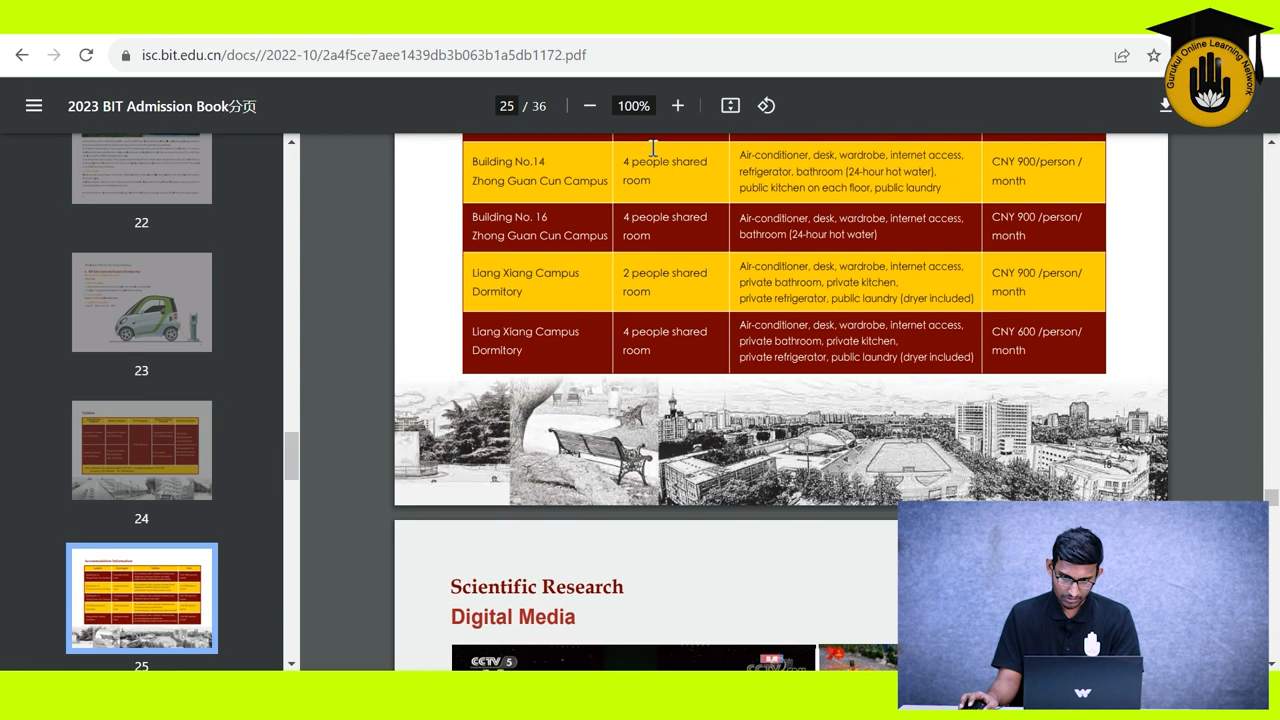 Gurukul Online Learning Network
isc.bit.edu.cn/docs//2022-10/2a4f5ce7aee1439db3b063b1a5db1172.pdf
2023 BIT Admission Book分页
25 / 36
100%
22
23
24
25
Building No.14
Zhong Guan Cun Campus
4 people shared
room
Air-conditioner, desk, wardrobe, internet access,
refrigerator, bathroom (24-hour hot water),
public kitchen on each floor, public laundry
CNY 900/person /
month
Building No. 16
Zhong Guan Cun Campus
4 people shared
room
Air-conditioner, desk, wardrobe, internet access,
bathroom (24-hour hot water)
CNY 900 /person/
month
Liang Xiang Campus
Dormitory
2 people shared
room
Air-conditioner, desk, wardrobe, internet access,
private bathroom, private kitchen,
private refrigerator, public laundry (dryer included)
CNY 900 /person/
month
Liang Xiang Campus
Dormitory
4 people shared
room
Air-conditioner, desk, wardrobe, internet access,
private bathroom, private kitchen,
private refrigerator, public laundry (dryer included)
CNY 600 /person/
month
18
Scientific Research
Digital Media
CCTV 5